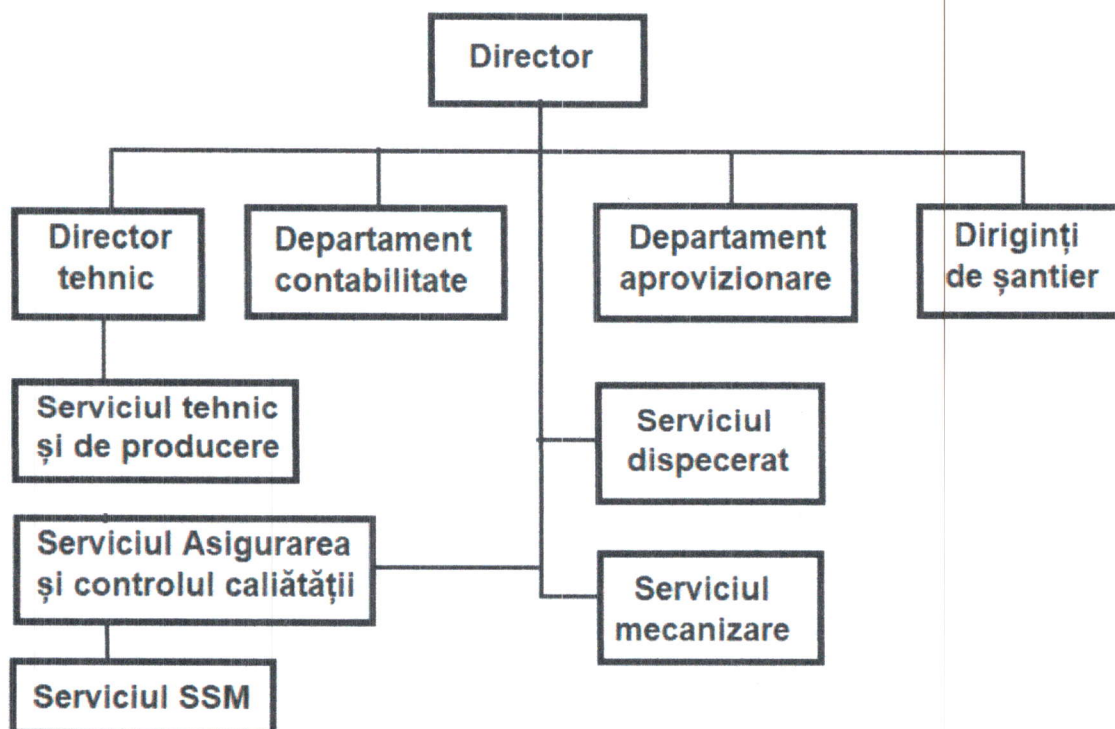 Director
Director
tehnic
Departament
contabilitate
Departament
aprovizionare
Diriginți
de șantier
Serviciul tehnic
și de producere
Serviciul
dispecerat
Serviciul Asigurarea
și controlul caliătății
Serviciul
mecanizare
Serviciul SSM